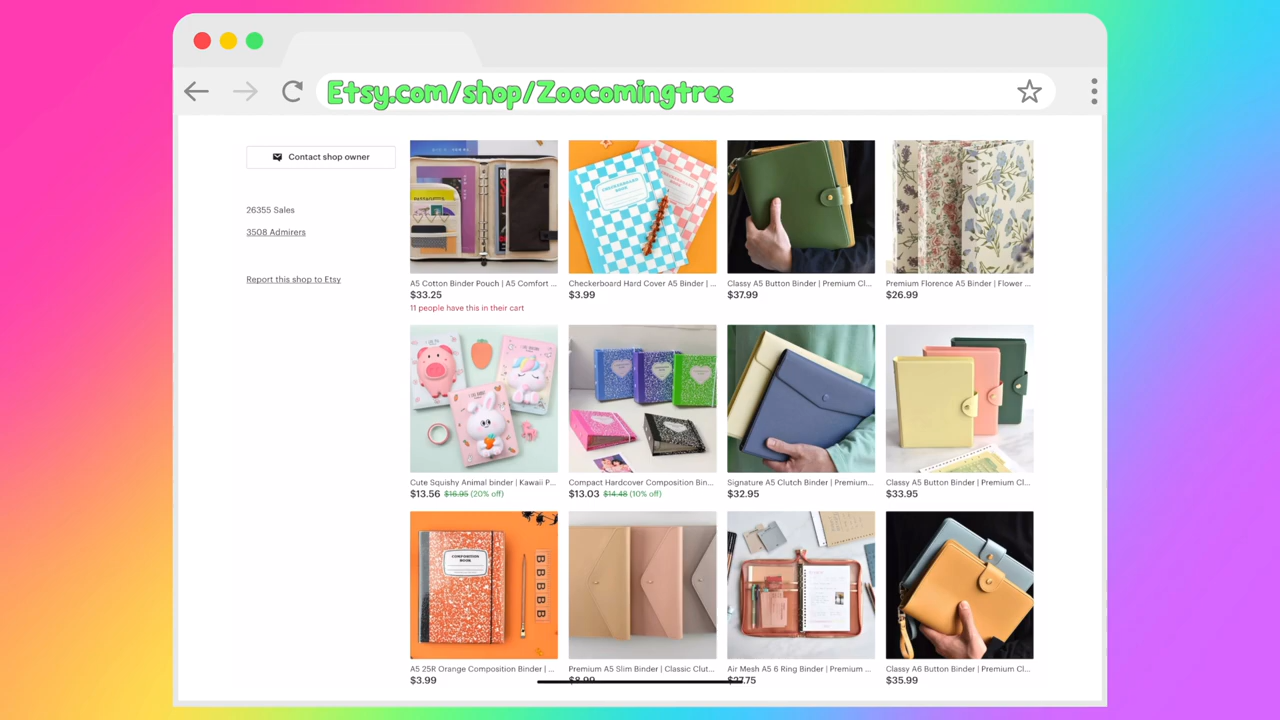 Etsy.com/shop/Zoocomingtree
Contact shop owner
26355 Sales
3508 Admirers
Report this shop to Etsy
A5 Cotton Binder Pouch | A5 Comfort ...
$33.25
11 people have this in their cart
Checkerboard Hard Cover A5 Binder | ...
$3.99
Classy A5 Button Binder | Premium Cl...
$37.99
Premium Florence A5 Binder | Flower ...
$26.99
Cute Squishy Animal binder | Kawaii P...
$13.56 $16.95 (20% off)
Compact Hardcover Composition Bin...
$13.03 $14.48 (10% off)
Signature A5 Clutch Binder | Premium...
$32.95
Classy A5 Button Binder | Premium Cl...
$33.95
COMPOSITION
BOOK
B
B
B
B
B
A5 25R Orange Composition Binder | ...
$3.99
Premium A5 Slim Binder | Classic Clut...
$8.99
Air Mesh A5 6 Ring Binder | Premium ...
$27.75
Classy A6 Button Binder | Premium Cl...
$35.99